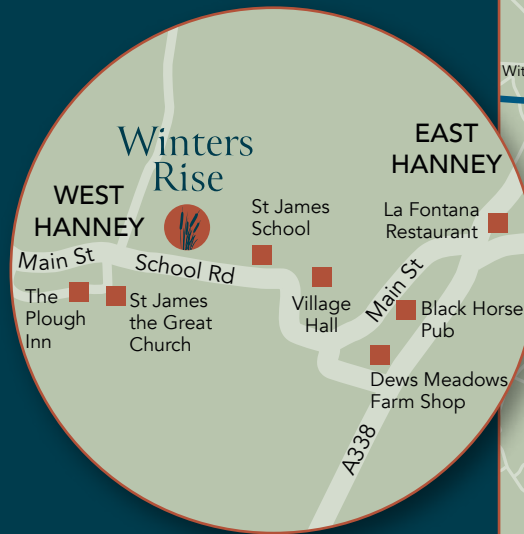 Winters
Rise
EAST
HANNEY
WEST
HANNEY
St James
School
La Fontana
Restaurant
Main St
School Rd
The
Plough
Inn
St James
the Great
Church
Village
Hall
Main St
Black Horse
Pub
Dews Meadows
Farm Shop
A338
Wit